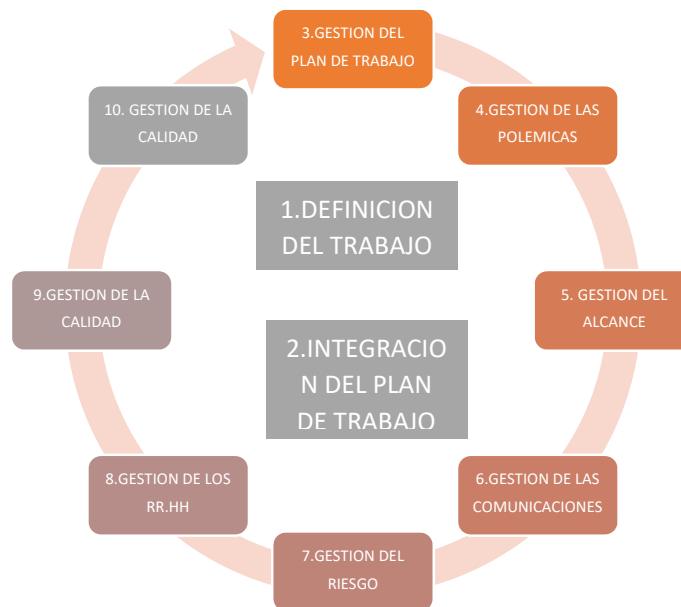 1.DEFINICION
DEL TRABAJO
2.INTEGRACIO
N DEL PLAN
DE TRABAJO
3.GESTION DEL
PLAN DE TRABAJO
4.GESTION DE LAS
POLEMICAS
5. GESTION DEL
ALCANCE
6.GESTION DE LAS
COMUNICACIONES
7.GESTION DEL
RIESGO
8.GESTION DE LOS
RR.HH
9.GESTION DE LA
CALIDAD
10. GESTION DE LA
CALIDAD